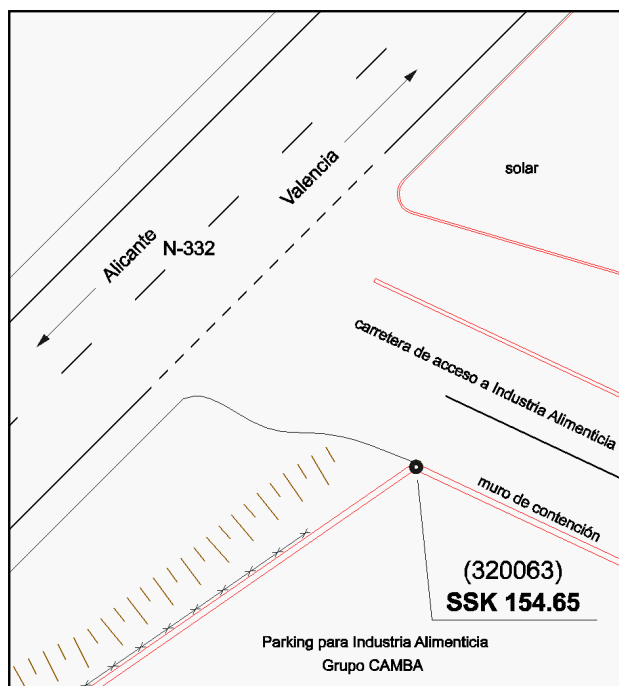 solar
Valencia
N-332
Alicante
carretera de acceso a Industria Alimenticia
muro de contención
(320063)
SSK 154.65
Parking para Industria Alimenticia
Grupo CAMBA